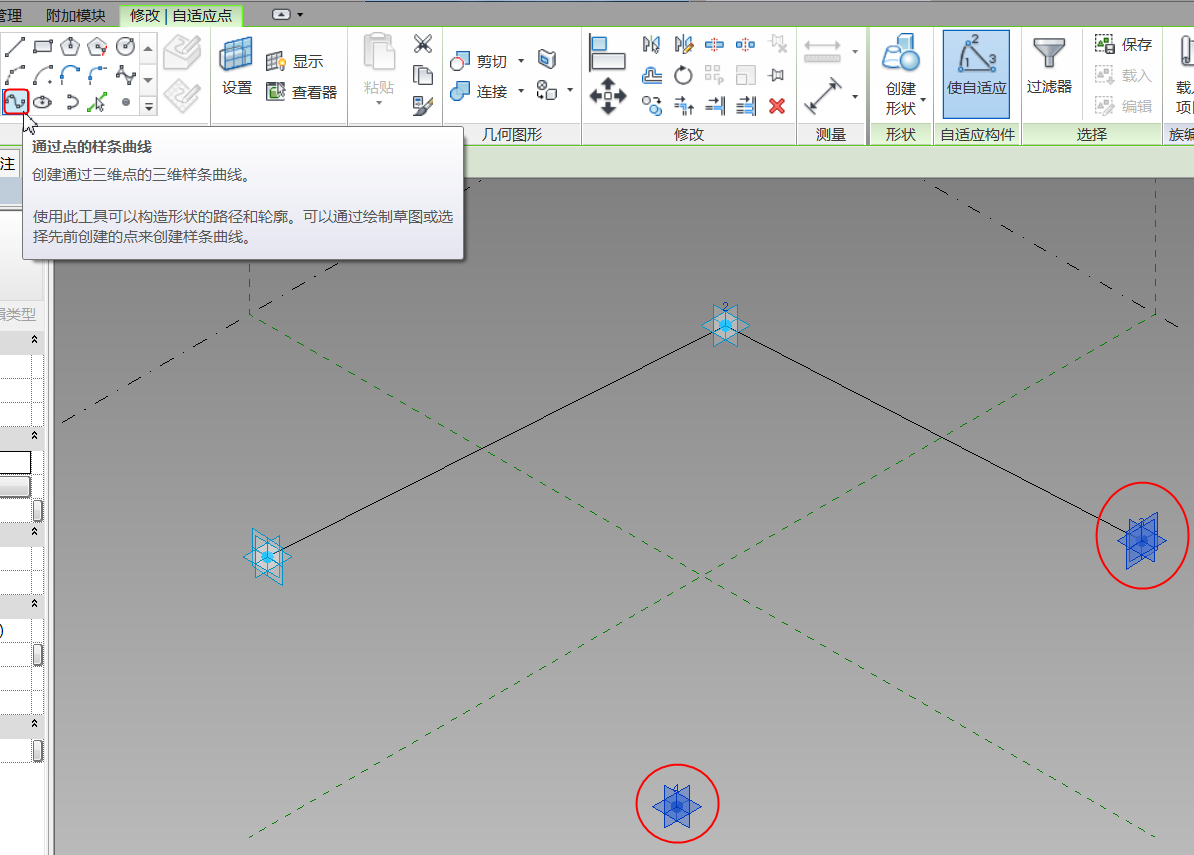 管理 附加模块 修改 | 自适应点
显示
设置
查看器
粘贴
剪切
连接
几何图形
修改
测量
创建
形状
形状
使自适应
自适应构件
过滤器
保存
载入
编辑
选择
载入
项目
族编
注
通过点的样条曲线
创建通过三维点的三维样条曲线。
使用此工具可以构造形状的路径和轮廓。可以通过绘制草图或选
择先前创建的点来创建样条曲线。
辑类型
)
2
4